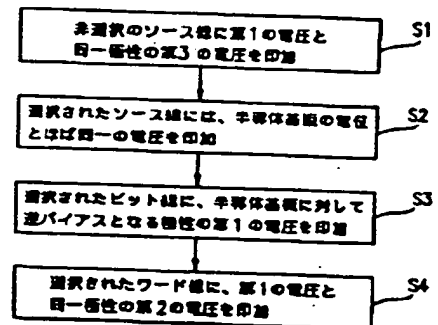 非選択のソース線に第1の電圧と
同一極性の第3の電圧を印加
S1
選択されたソース線には、半導体基板の電位
とほぼ同一の電圧を印加
S2
選択されたビット線に、半導体基板に対して
逆バイアスとなる極性の第1の電圧を印加
S3
選択されたワード線に、第1の電圧と
同一極性の第2の電圧を印加
S4